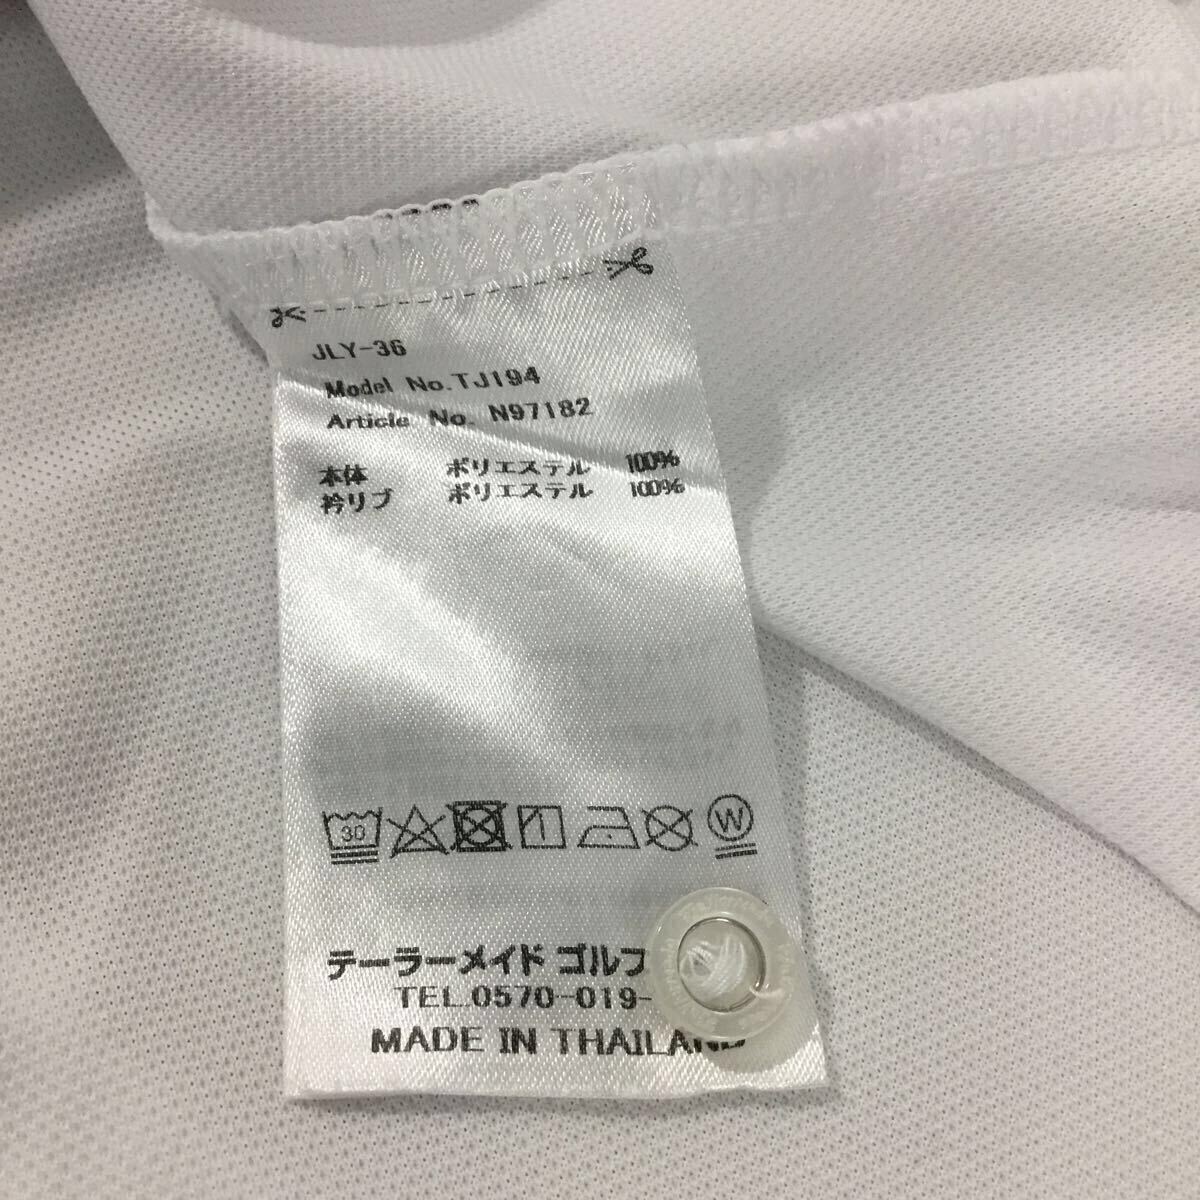 JLY-36
Model No.TJ194
Article No. N97182
本体 ポリエステル 100%
衿リブ ポリエステル 100%
30
W
テーラーメイド ゴルフ
TEL.0570-019-
MADE IN THAILAND